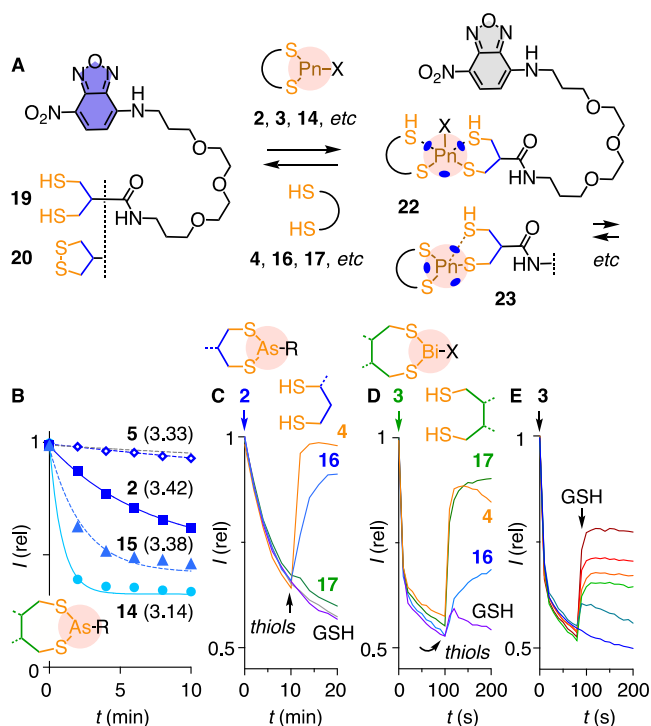 A
O
N N
H
N
O2N
O
O
O
O
N
H
HS
HS
19
20
S
S
S
Pn–X
S
2, 3, 14, etc
HS
HS
4, 16, 17, etc
O
N N
H
N
O2N
O
O
O
H
S
X
S
Pn
S
S
O
N
H
22
H
S
S
Pn
S
S
O
HN
23
etc
B
1
I (rel)
0
0 5 10
t (min)
5 (3.33)
2 (3.42)
15 (3.38)
14 (3.14)
S
As–R
S
C
2
S
As–R
S
HS
HS
1
I (rel)
0.5
0 10 20
t (min)
4
16
17
GSH
thiols
D
3
S
Bi–X
S
HS
HS
1
I (rel)
0.5
0 100 200
t (s)
17
4
16
GSH
thiols
E
3
1
I (rel)
0.5
0 100 200
t (s)
GSH